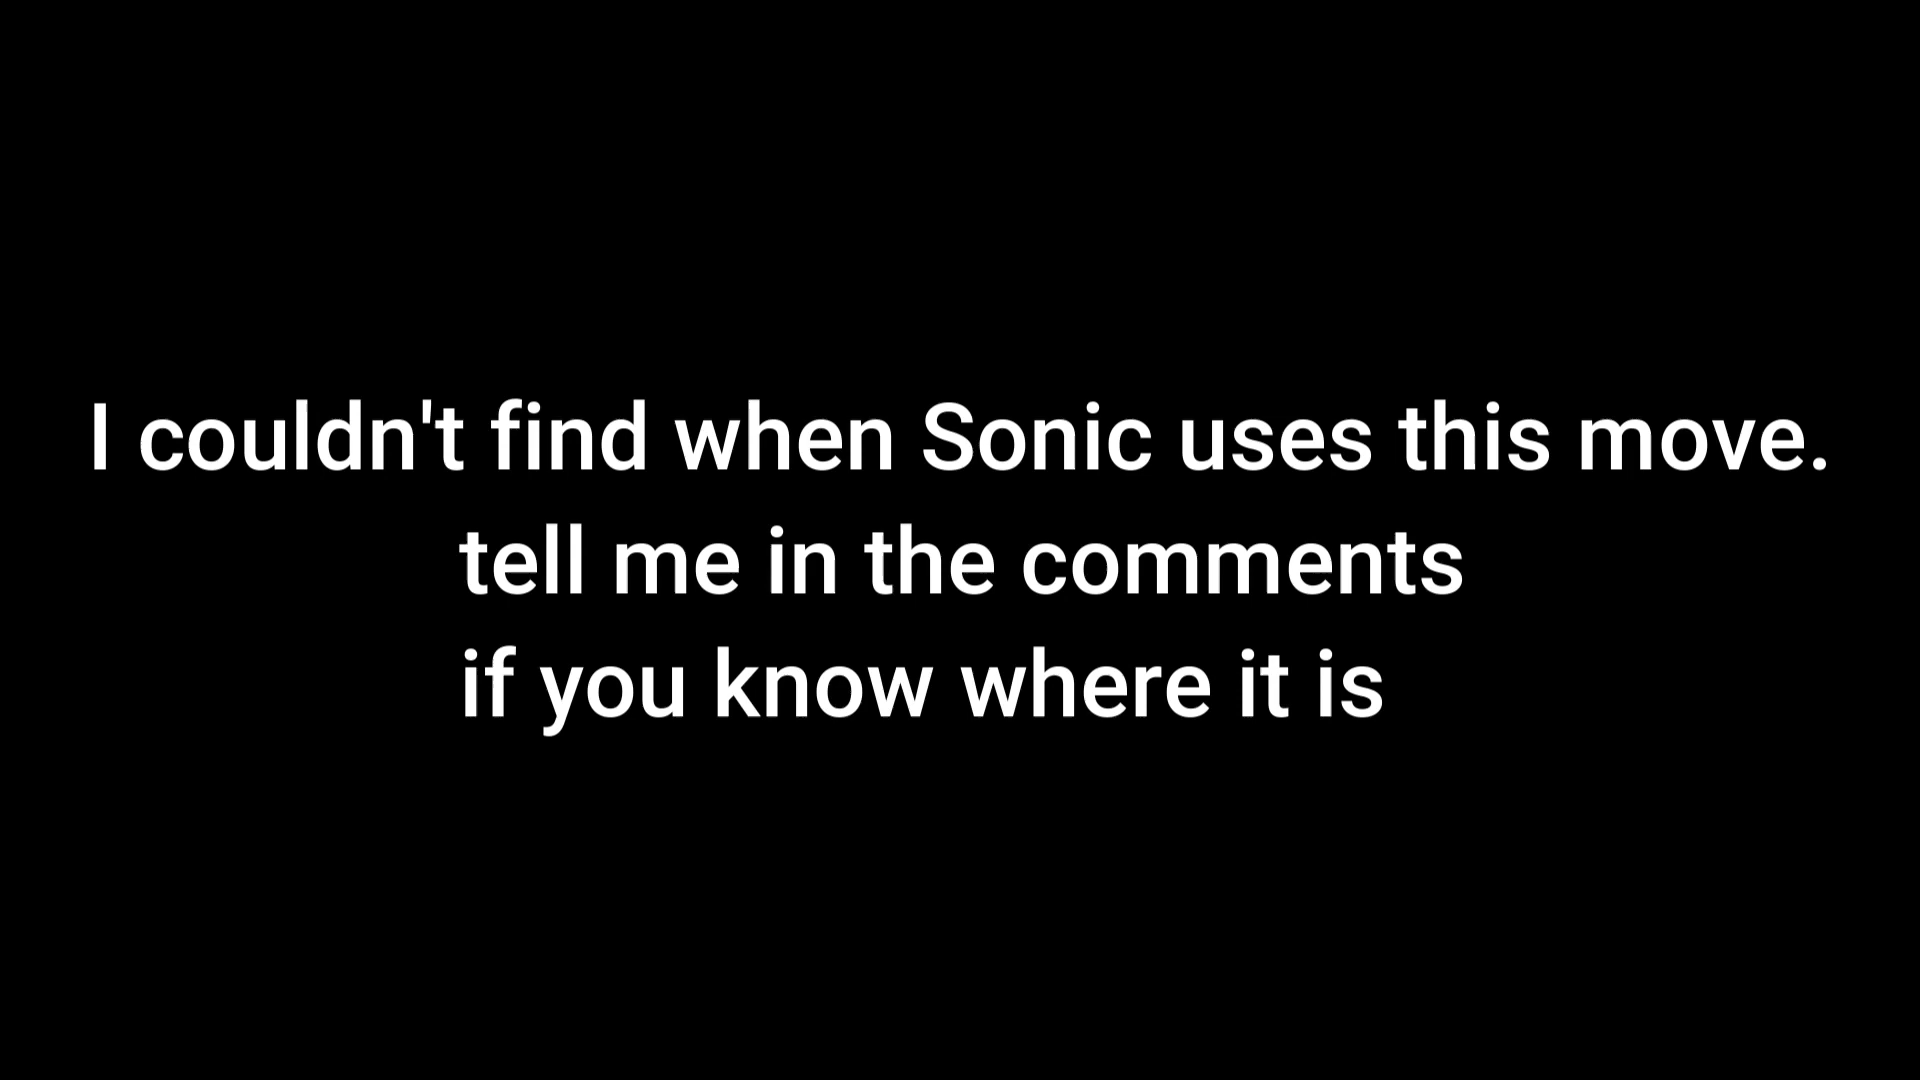 I couldn't find when Sonic uses this move.
tell me in the comments
if you know where it is